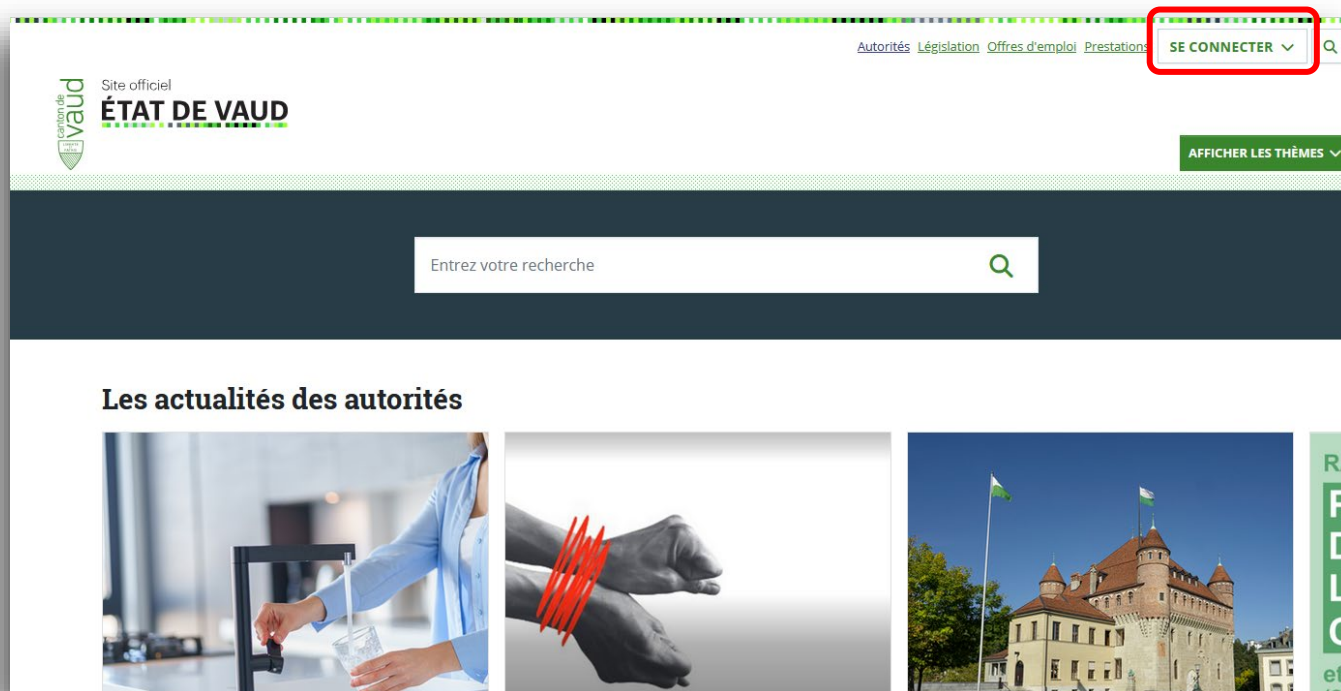 Autorités Législation Offres d'emploi Prestations SE CONNECTER
canton de
vaud
Site officiel
ÉTAT DE VAUD
AFFICHER LES THÈMES
Entrez votre recherche
Les actualités des autorités
R
D
L
et